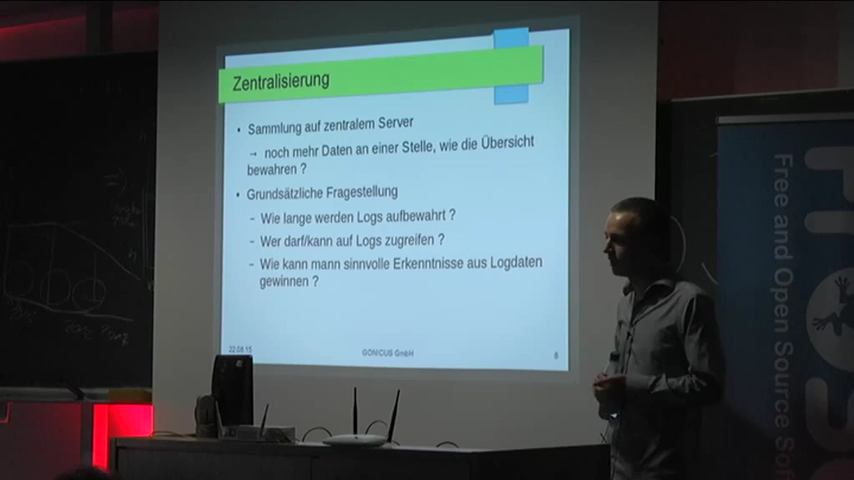 Zentralisierung
• Sammlung auf zentralem Server
→ noch mehr Daten an einer Stelle, wie die Übersicht
bewahren ?
• Grundsätzliche Fragestellung
– Wie lange werden Logs aufbewahrt ?
– Wer darf/kann auf Logs zugreifen ?
– Wie kann mann sinnvolle Erkenntnisse aus Logdaten
gewinnen ?
22.08.15 GONICUS GmbH 6
Free and Open Source